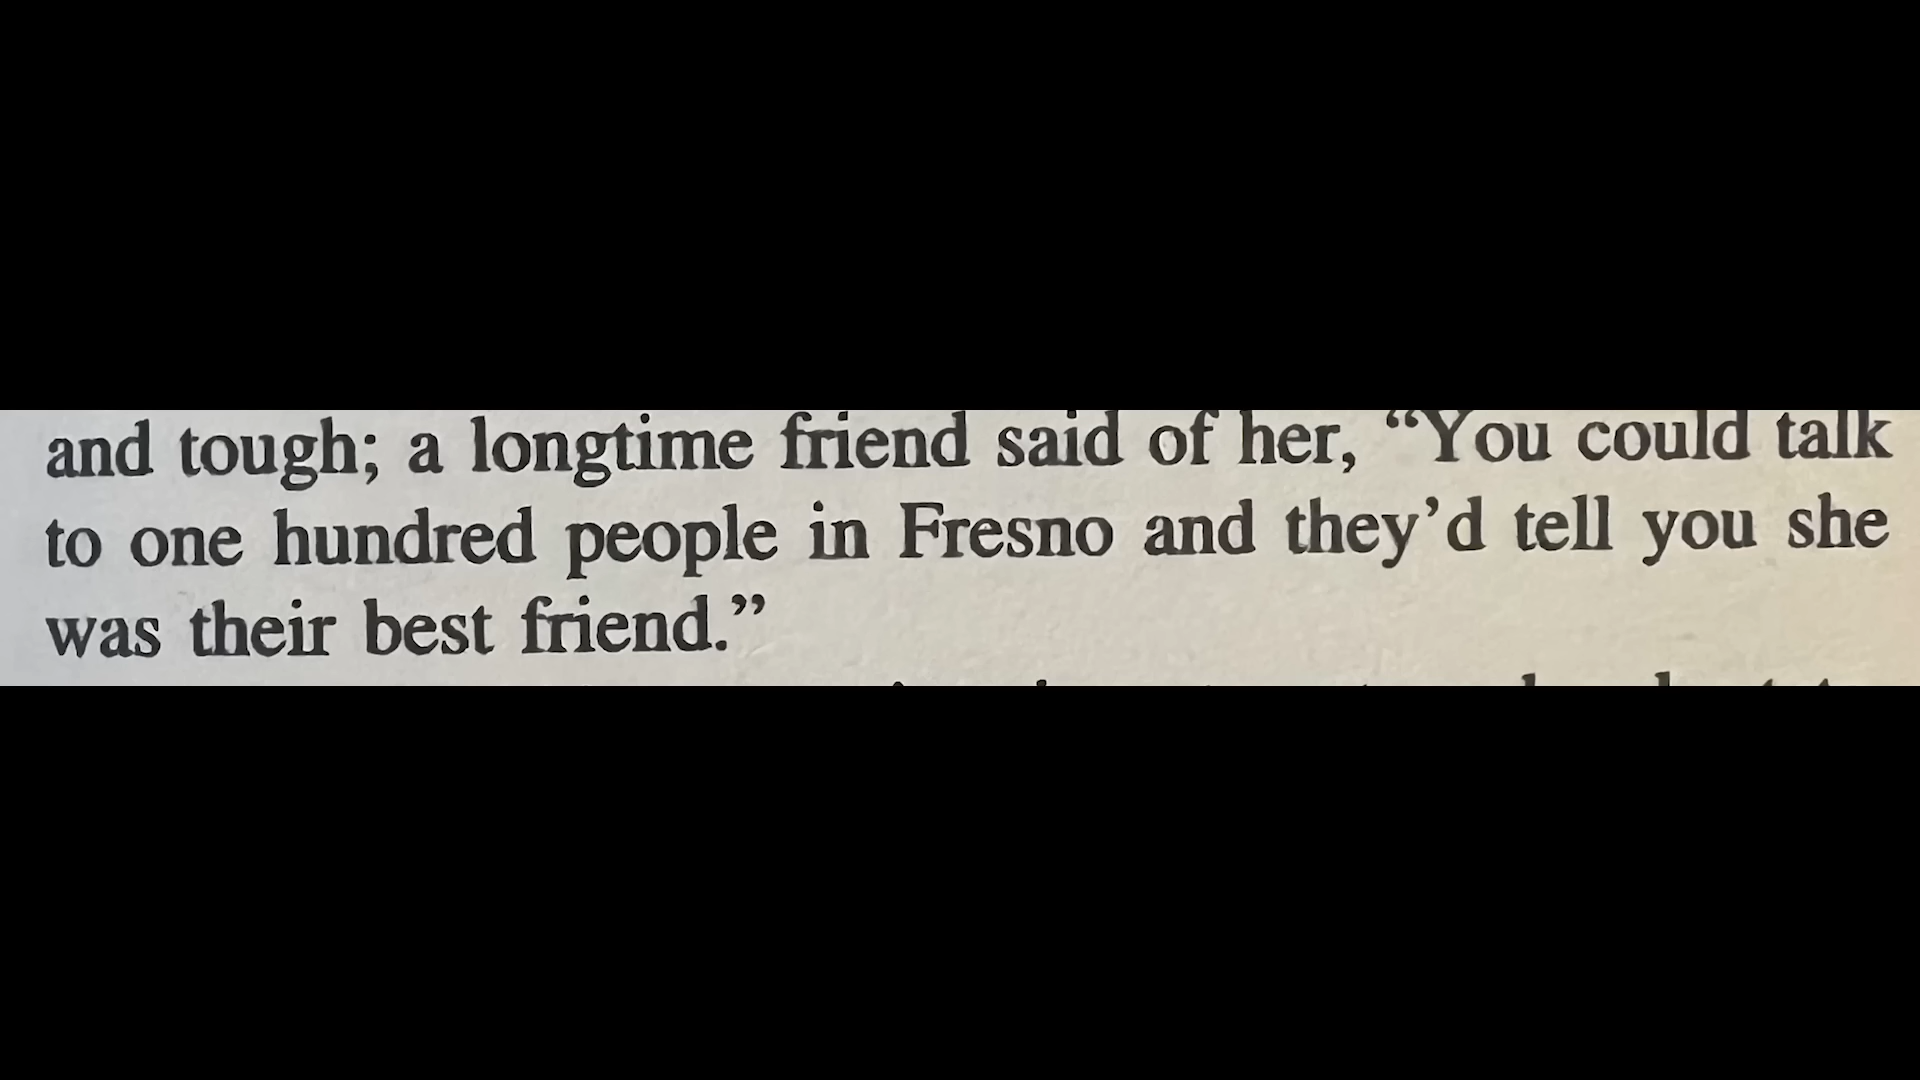 and tough; a longtime friend said of her, “You could talk
to one hundred people in Fresno and they’d tell you she
was their best friend.”